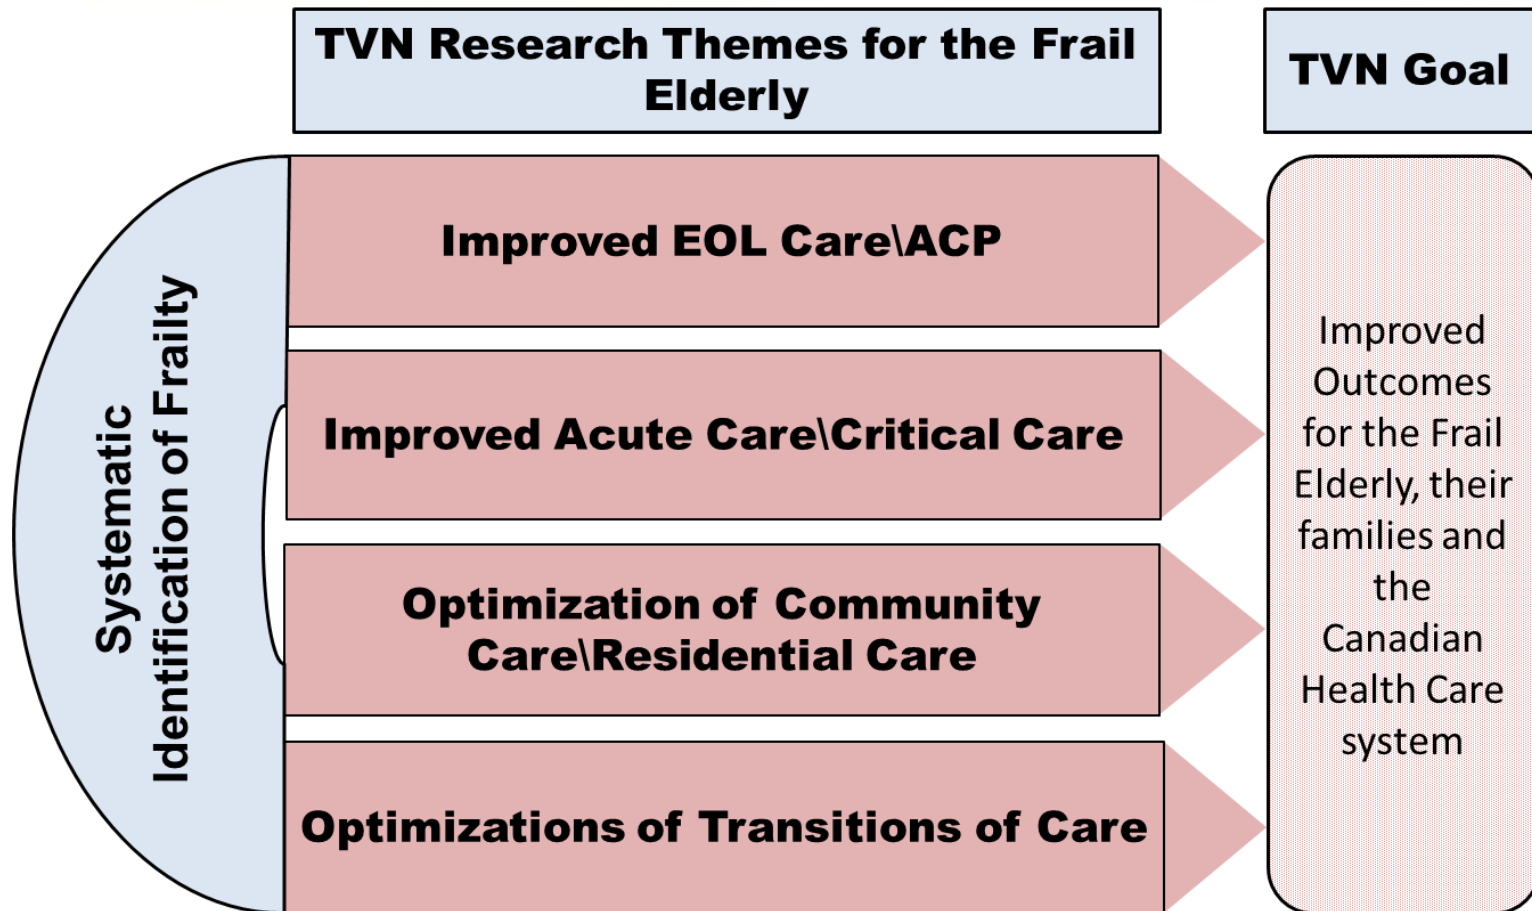 TVN Research Themes for the Frail
Elderly
TVN Goal
Systematic
Identification of Frailty
Improved EOL Care\ACP
Improved Acute Care\Critical Care
Optimization of Community
Care\Residential Care
Optimizations of Transitions of Care
Improved
Outcomes
for the Frail
Elderly, their
families and
the
Canadian
Health Care
system